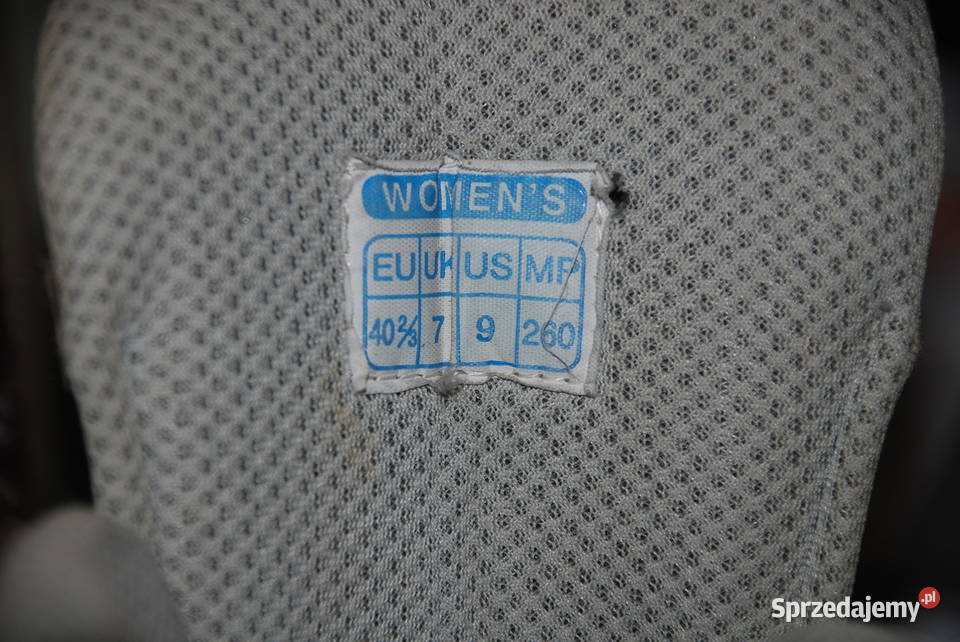 WOMEN'S
EU UK US MP
40⅔ 7 9 260
Sprzedajemy.pl